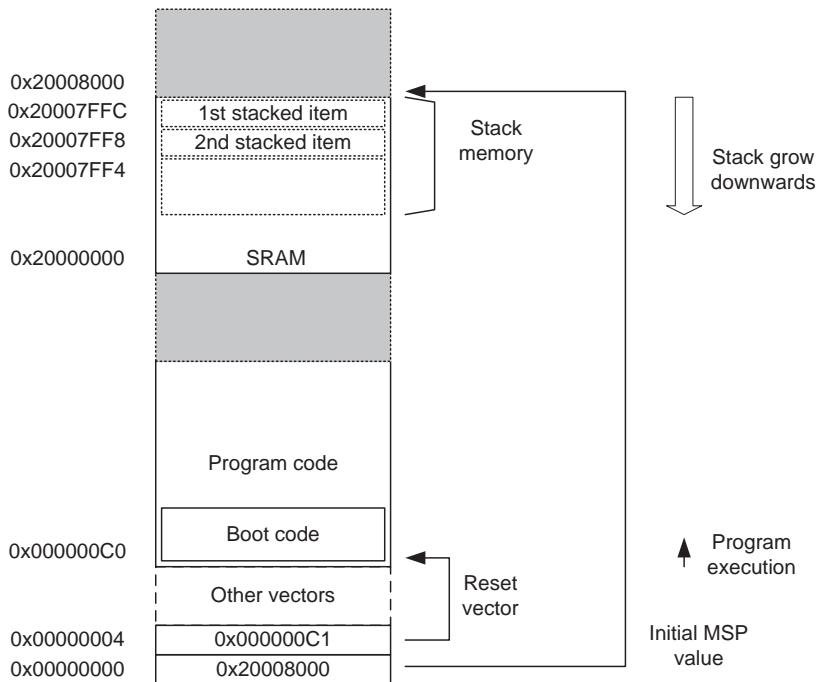 0x20008000
0x20007FFC
1st stacked item
0x20007FF8
2nd stacked item
0x20007FF4
Stack
memory
Stack grow
downwards
0x20000000
SRAM
Program code
Boot code
0x000000C0
Program
execution
Other vectors
Reset
vector
0x00000004
0x000000C1
Initial MSP
value
0x00000000
0x20008000